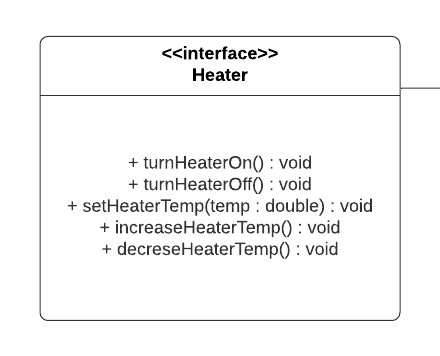 <<interface>>
Heater
+ turnHeaterOn() : void
+ turnHeaterOff() : void
+ setHeaterTemp(temp : double) : void
+ increaseHeaterTemp() : void
+ decreseHeaterTemp() : void